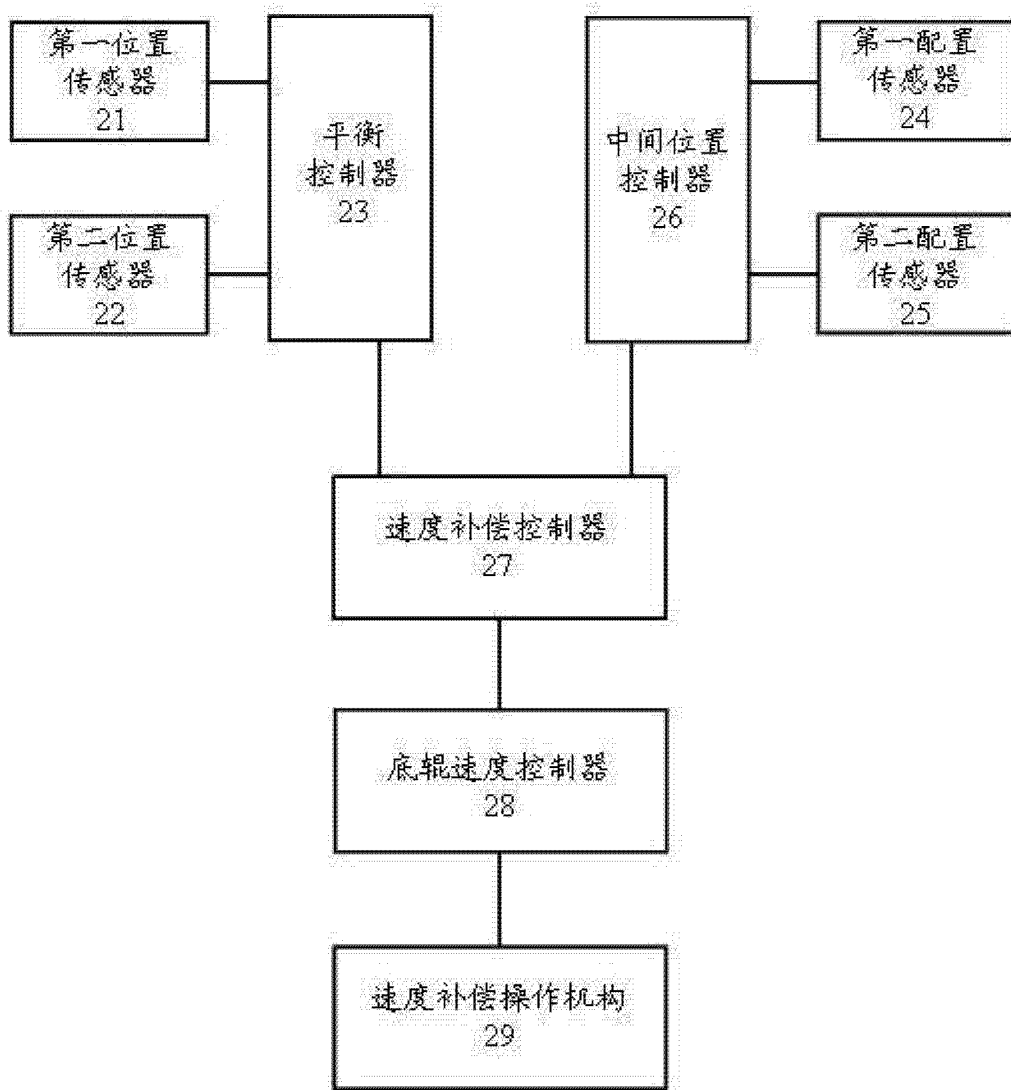 第一位置
传感器
21
第二位置
传感器
22
平衡
控制器
23
中间位置
控制器
26
第一配置
传感器
24
第二配置
传感器
25
速度补偿控制器
27
底辊速度控制器
28
速度补偿操作机构
29